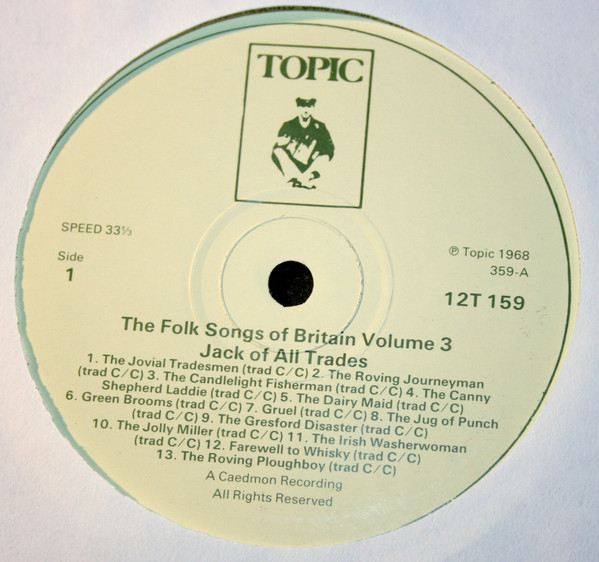 TOPIC
SPEED 33⅓
Side
1
℗ Topic 1968
359-A
12T 159
The Folk Songs of Britain Volume 3
Jack of All Trades
1. The Jovial Tradesmen (trad C/C) 2. The Roving Journeyman
(trad C/C) 3. The Candlelight Fisherman (trad C/C) 4. The Canny
Shepherd Laddie (trad C/C) 5. The Dairy Maid (trad C/C)
6. Green Brooms (trad C/C) 7. Gruel (trad C/C) 8. The Jug of Punch
(trad C/C) 9. The Gresford Disaster (trad C/C)
10. The Jolly Miller (trad C/C) 11. The Irish Washerwoman
(trad C/C) 12. Farewell to Whisky (trad C/C)
13. The Roving Ploughboy (trad C/C)
A Caedmon Recording
All Rights Reserved